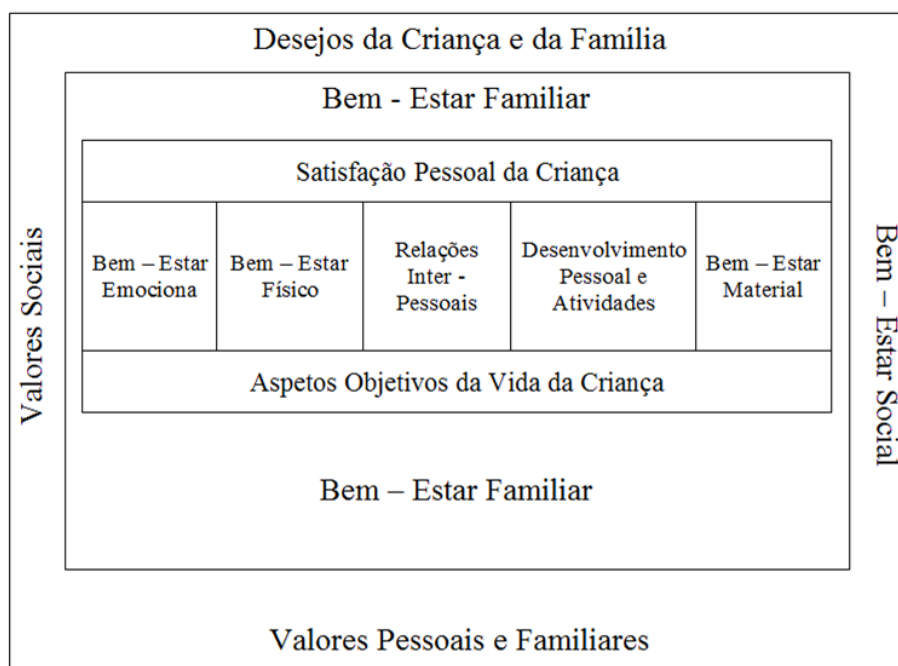 Desejos da Criança e da Família
Bem - Estar Familiar
Satisfação Pessoal da Criança
Valores Sociais
Bem – Estar
Emociona
Bem – Estar
Físico
Relações
Inter -
Pessoais
Desenvolvimento
Pessoal e
Atividades
Bem – Estar
Material
Bem – Estar Social
Aspetos Objetivos da Vida da Criança
Bem – Estar Familiar
Valores Pessoais e Familiares